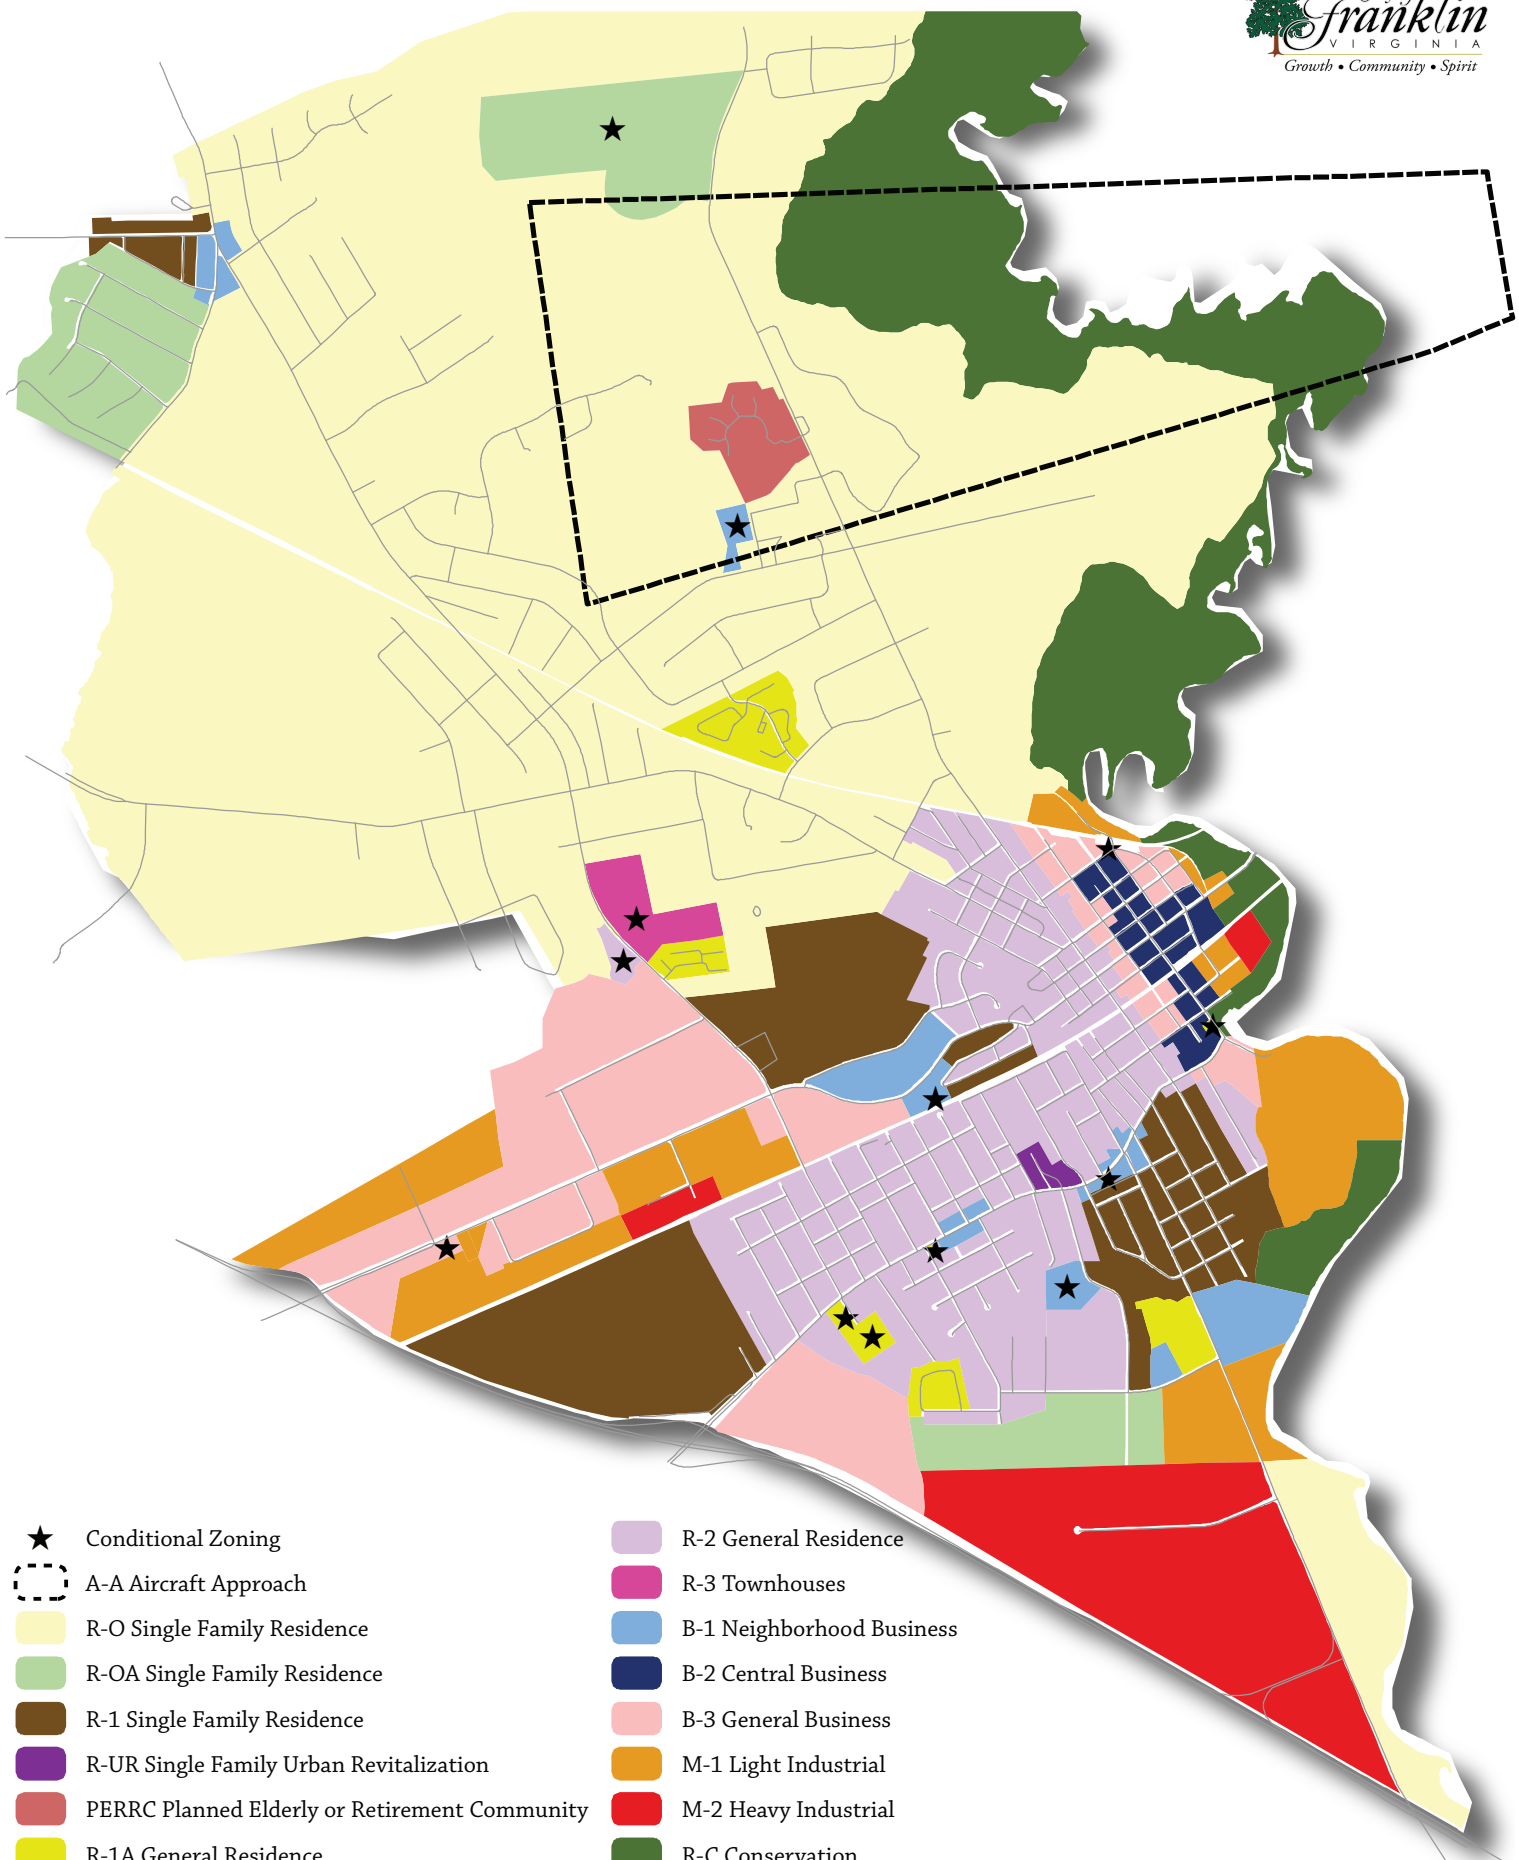 Franklin
VIRGINIA
Growth • Community • Spirit
Conditional Zoning
A-A Aircraft Approach
R-O Single Family Residence
R-OA Single Family Residence
R-1 Single Family Residence
R-UR Single Family Urban Revitalization
PERRC Planned Elderly or Retirement Community
R-1A General Residence
R-2 General Residence
R-3 Townhouses
B-1 Neighborhood Business
B-2 Central Business
B-3 General Business
M-1 Light Industrial
M-2 Heavy Industrial
R-C Conservation